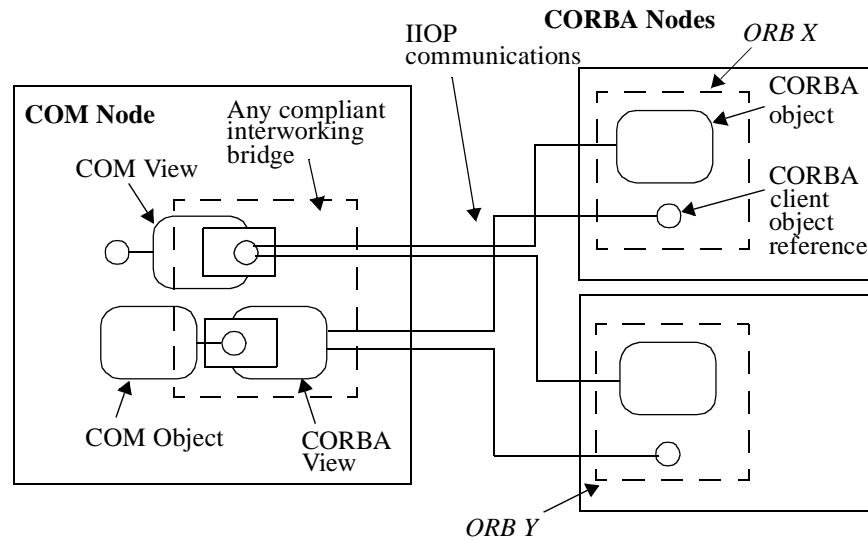 CORBA Nodes
IIOP
communications
ORB X
CORBA
object
COM Node
Any compliant
interworking
bridge
COM View
CORBA
client
object
reference
COM Object
CORBA
View
ORB Y